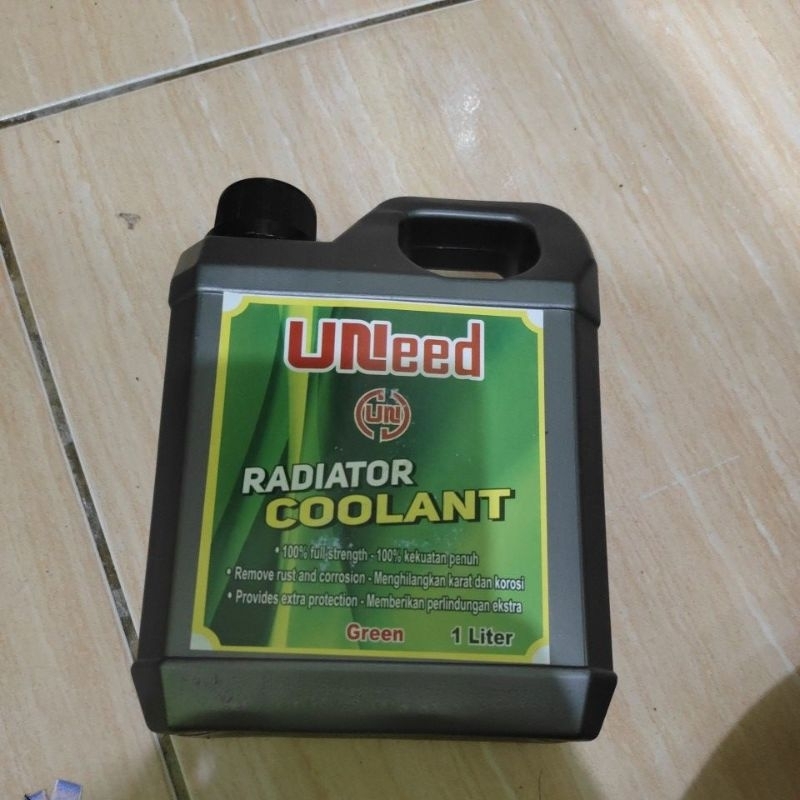 UNeed
UN
RADIATOR
COOLANT
• 100% full strength - 100% kekuatan penuh
• Remove rust and corrosion - Menghilangkan karat dan korosi
• Provides extra protection - Memberikan perlindungan ekstra
Green 1 Liter